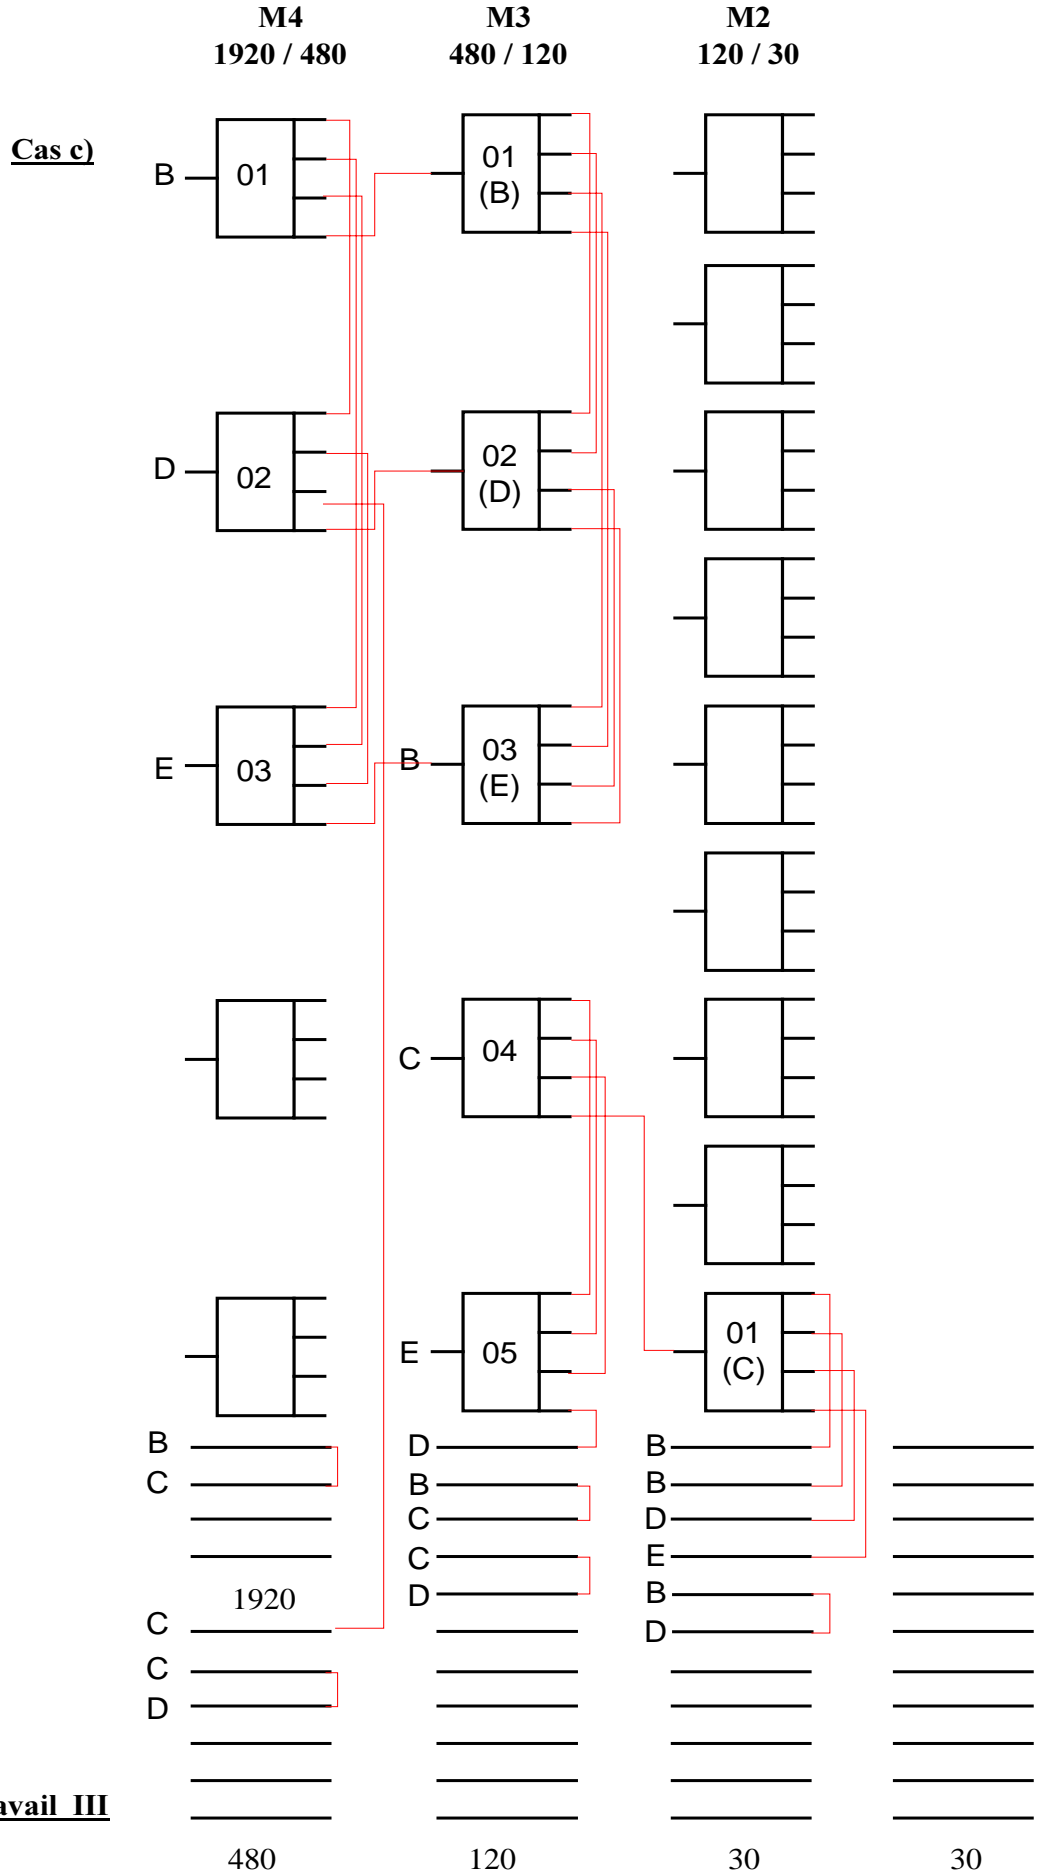 M4 M3 M2
1920 / 480 480 / 120 120 / 30
Cas c)
B 01 01
(B)
D 02 02
(D)
E 03 B 03
(E)
C 04
E 05 01
(C)
B D B
C B B
C D
C E
1920 D B
C D
C
D
avail III
480 120 30 30